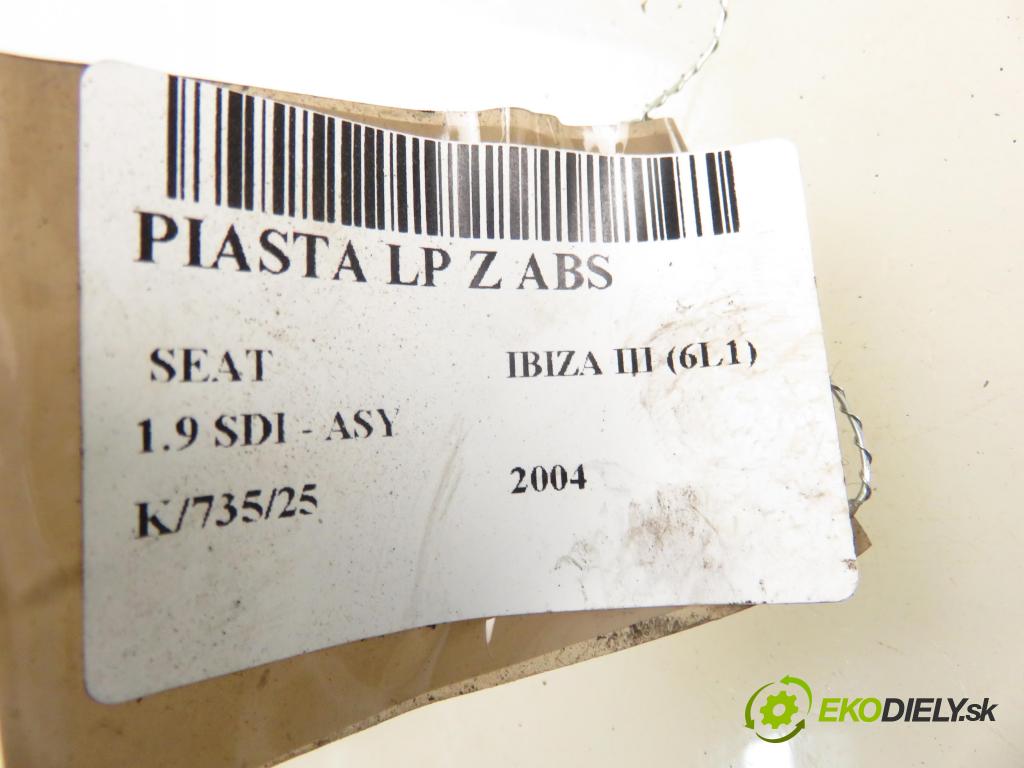 PIASTA LP Z ABS
SEAT IBIZA III (6L1)
1.9 SDI - ASY
K/735/25 2004
EKODIELY.sk